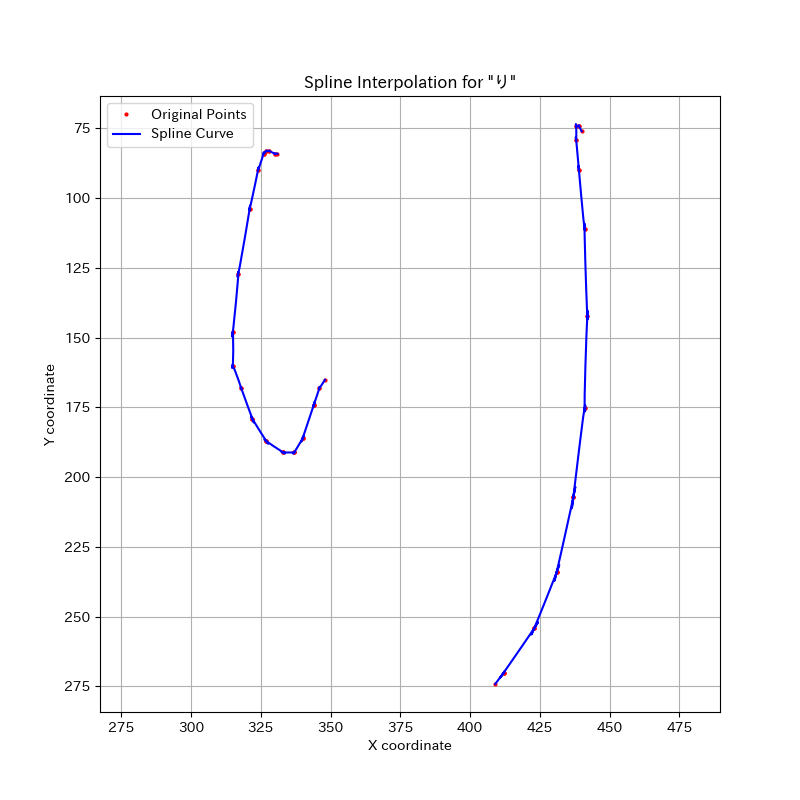 Spline Interpolation for "り"
Original Points
Spline Curve
Y coordinate
75
100
125
150
175
200
225
250
275
275 300 325 350 375 400 425 450 475
X coordinate